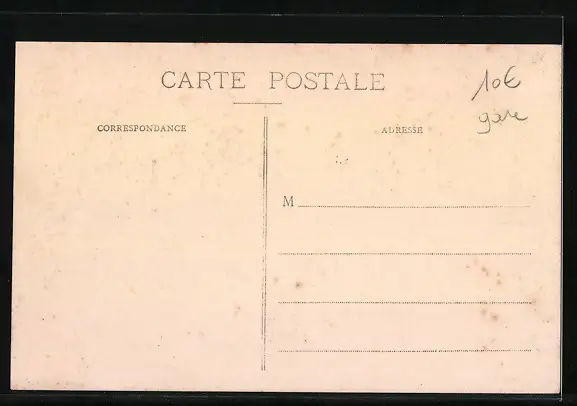 CARTE POSTALE
10€
gare
CORRESPONDANCE
ADRESSE
M